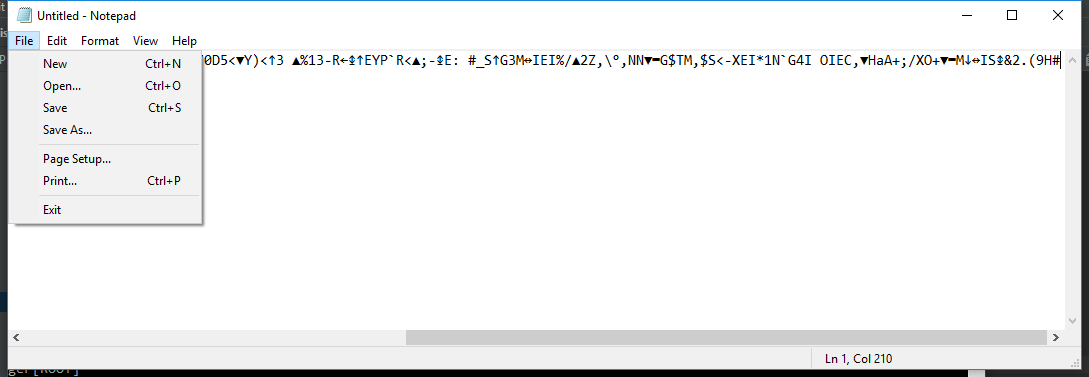 Untitled - Notepad
File Edit Format View Help
0D5<▼Y)<↑3 ▲%13-R←↨↑EYP`R<▲;-↨E: #_S↑G3M↔IEI%/▲2Z,\°,NN▼━G$TM,$S<-XEI*1N`G4I OIEC,▼HaA+;/XO+▼━M↓↔IS↨&2.(9H#
New Ctrl+N
Open... Ctrl+O
Save Ctrl+S
Save As...
Page Setup...
Print... Ctrl+P
Exit
Ln 1, Col 210